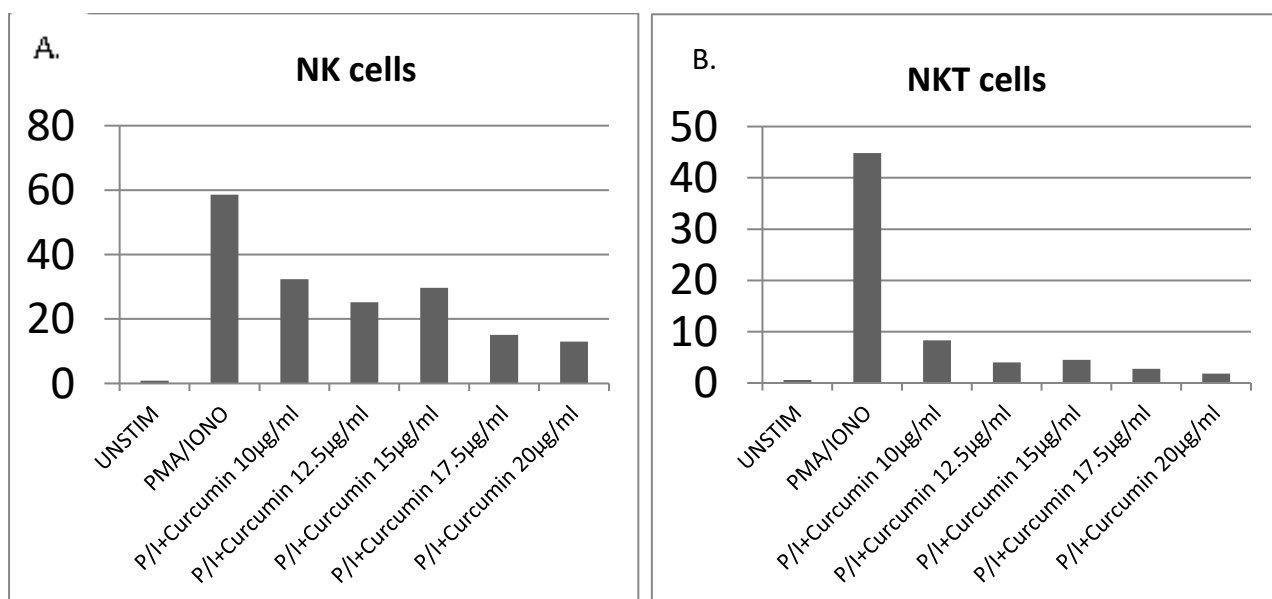 A.
NK cells
80
60
40
20
0
UNSTIM
PMA/IONO
P/I+Curcumin 10µg/ml
P/I+Curcumin 12.5µg/ml
P/I+Curcumin 15µg/ml
P/I+Curcumin 17.5µg/ml
P/I+Curcumin 20µg/ml
B.
NKT cells
50
40
30
20
10
0
UNSTIM
PMA/IONO
P/I+Curcumin 10µg/ml
P/I+Curcumin 12.5µg/ml
P/I+Curcumin 15µg/ml
P/I+Curcumin 17.5µg/ml
P/I+Curcumin 20µg/ml